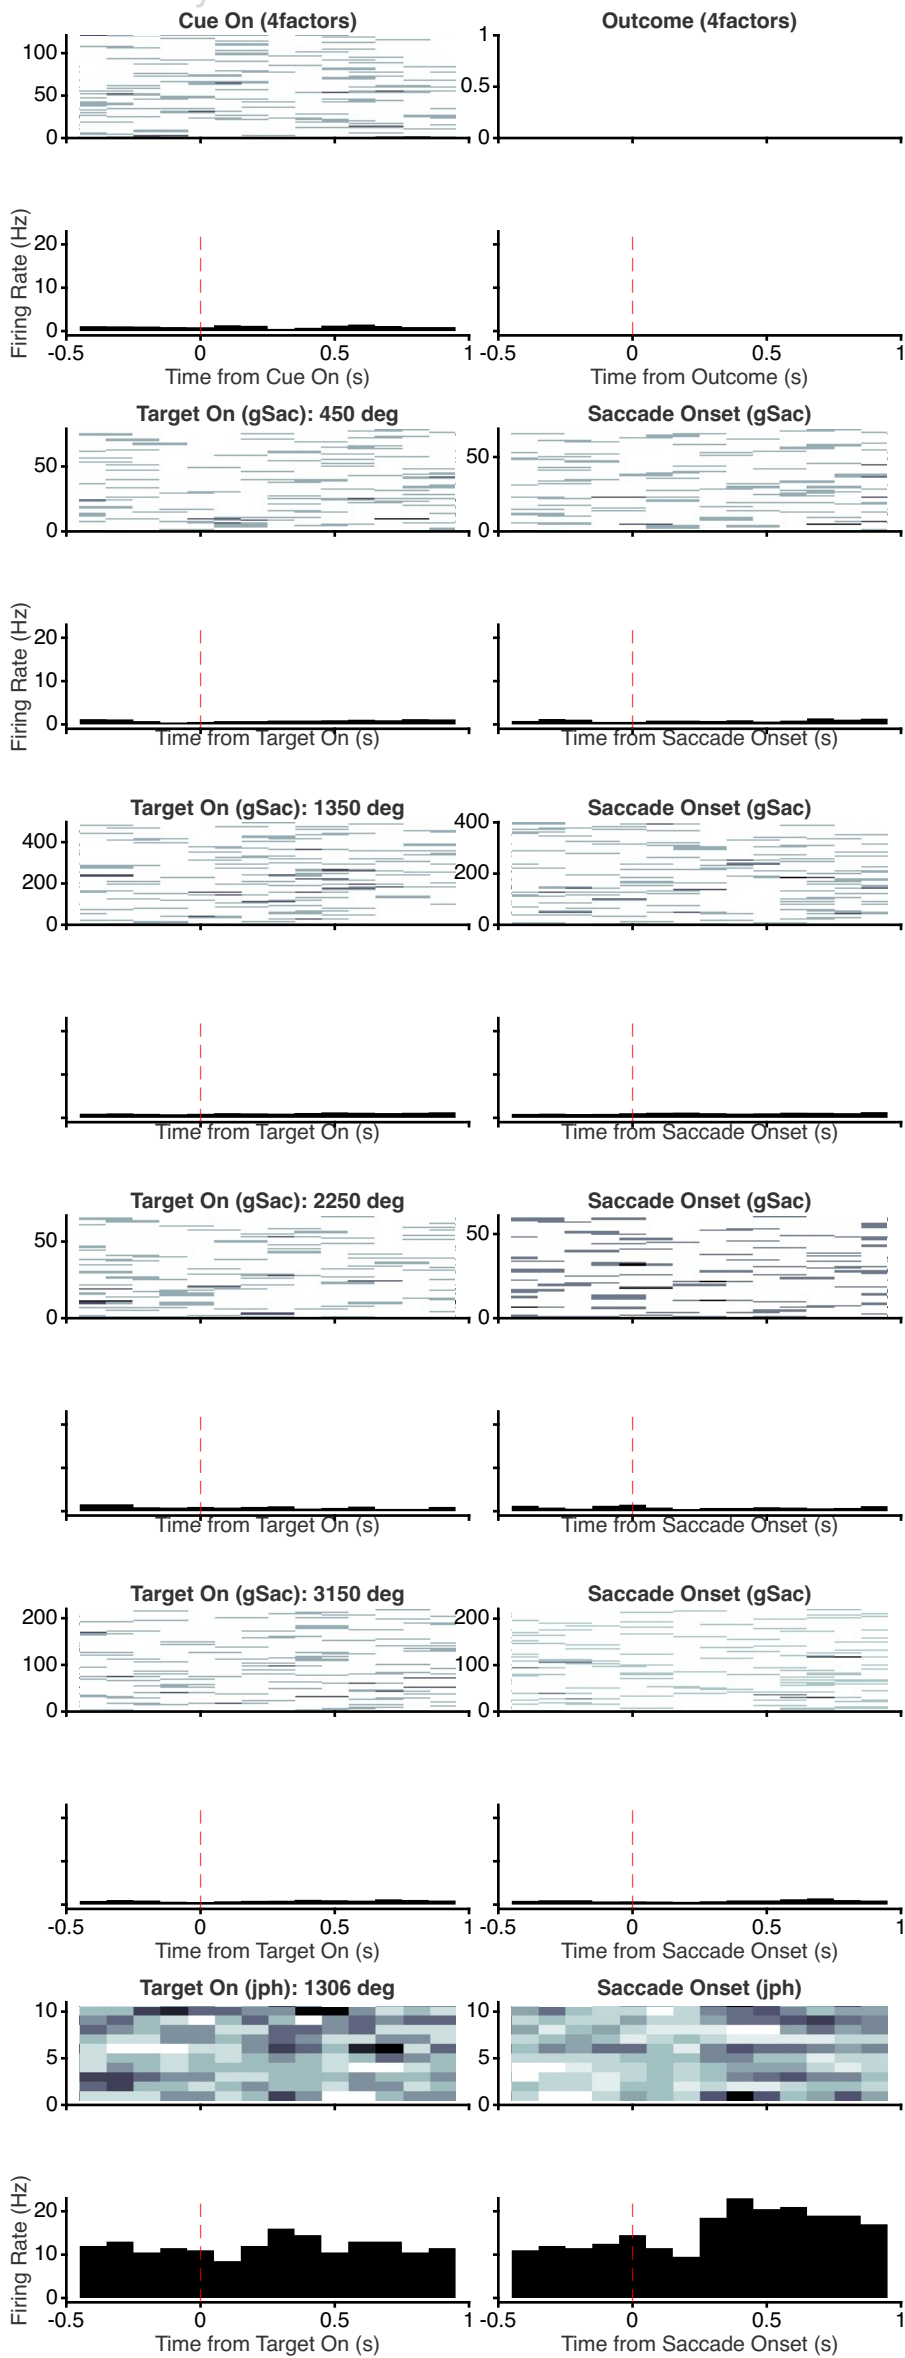 Cue On (4factors)
Outcome (4factors)
100
50
0
1
0.5
0
Firing Rate (Hz)
20
10
0
-0.5 0 0.5 1
-0.5 0 0.5 1
Time from Cue On (s)
Time from Outcome (s)
Target On (gSac): 450 deg
Saccade Onset (gSac)
50
0
50
0
Firing Rate (Hz)
20
10
0
Time from Target On (s)
Time from Saccade Onset (s)
Target On (gSac): 1350 deg
Saccade Onset (gSac)
400
200
0
400
200
0
Time from Target On (s)
Time from Saccade Onset (s)
Target On (gSac): 2250 deg
Saccade Onset (gSac)
50
0
50
0
Time from Target On (s)
Time from Saccade Onset (s)
Target On (gSac): 3150 deg
Saccade Onset (gSac)
200
100
0
200
100
0
-0.5 0 0.5 1
-0.5 0 0.5 1
Time from Target On (s)
Time from Saccade Onset (s)
Target On (jph): 1306 deg
Saccade Onset (jph)
10
5
0
10
5
0
Firing Rate (Hz)
20
10
0
-0.5 0 0.5 1
-0.5 0 0.5 1
Time from Target On (s)
Time from Saccade Onset (s)